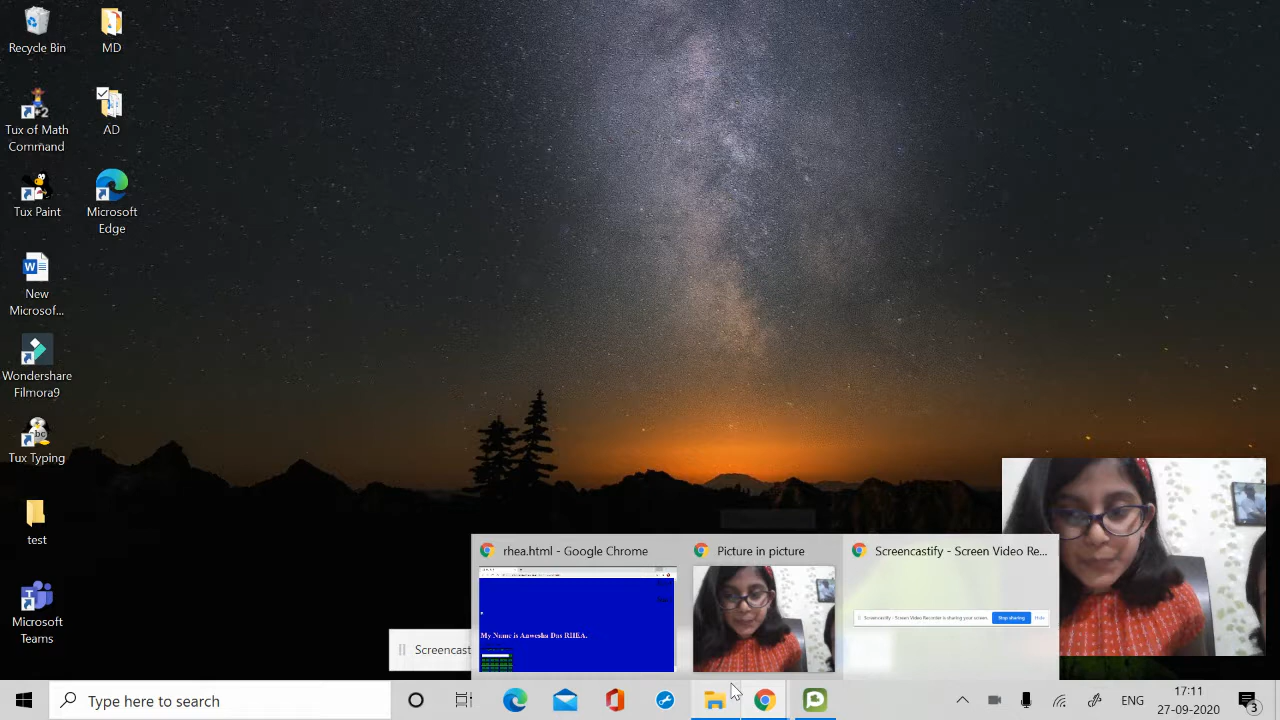 Recycle Bin
MD
Tux of Math
Command
AD
Tux Paint
Microsoft
Edge
New
Microsof...
Wondershare
Filmora9
Tux Typing
test
Microsoft
Teams
Screencast
rhea.html - Google Chrome
My Name is Anwesha Das RHEA.
Picture in picture
Screencastify - Screen Video Re...
Screencastify - Screen Video Recorder is sharing your screen.
Stop sharing
Hide
Type here to search
ENG
17:11
27-09-2020
3